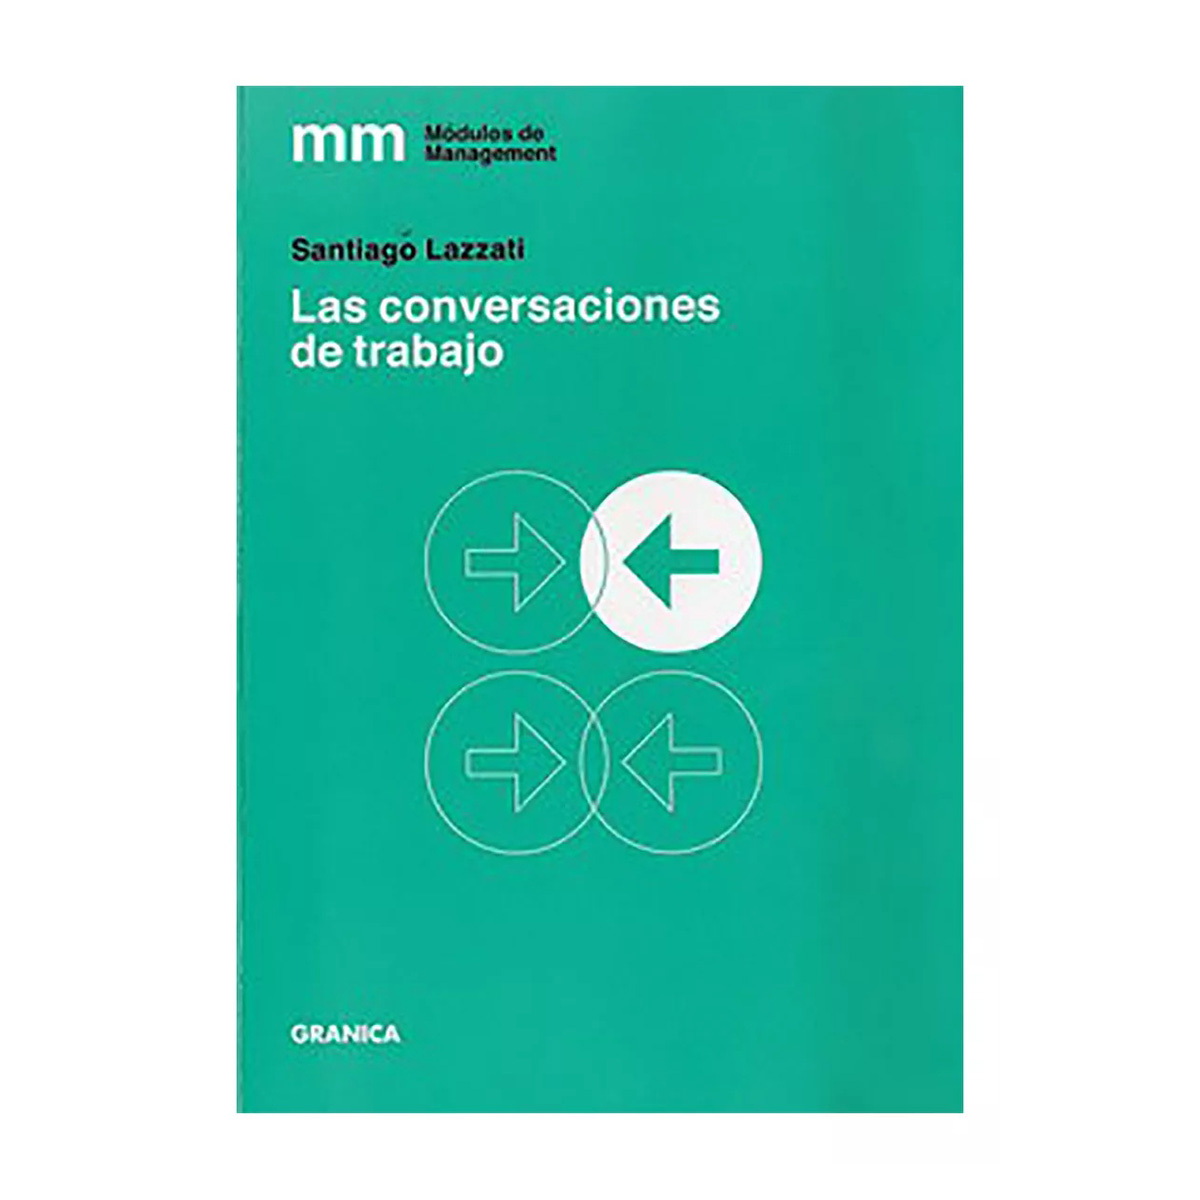 mm
Módulos de
Management
Santiago Lazzati
Las conversaciones
de trabajo
GRANICA